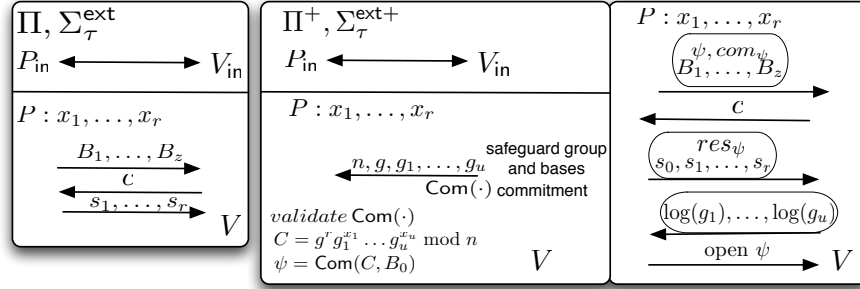 Π, Σ_τ^ext
P_in V_in
P : x_1, . . . , x_r
B_1, . . . , B_z
c
s_1, . . . , s_r
V
Π^+, Σ_τ^ext+
P_in V_in
P : x_1, . . . , x_r
n, g, g_1, . . . , g_u
Com(·)
safeguard group
and bases
commitment
validate Com(·)
C = g^r g_1^{x_1} . . . g_u^{x_u} mod n
ψ = Com(C, B_0)
V
P : x_1, . . . , x_r
ψ, com_ψ
B_1, . . . , B_z
c
res_ψ
s_0, s_1, . . . , s_r
log(g_1), . . . , log(g_u)
open ψ
V